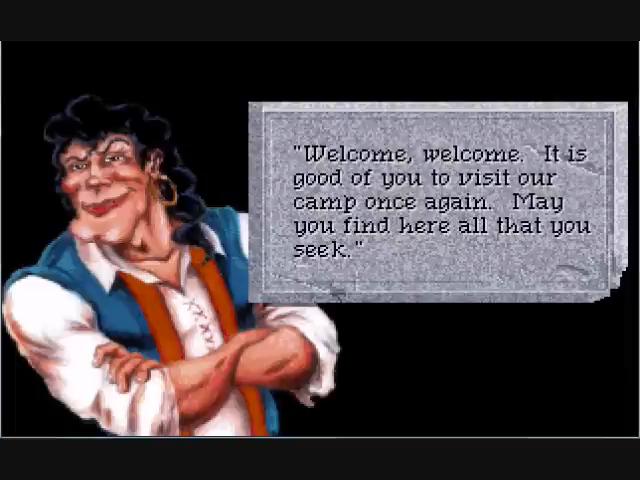 "Welcome, welcome. It is
good of you to visit our
camp once again. May
you find here all that you
seek."